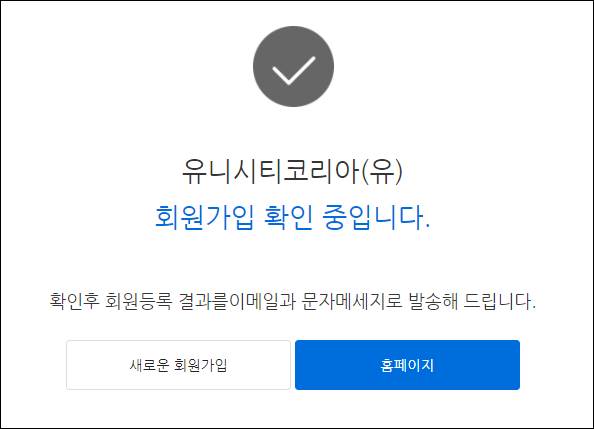 유니시티코리아(유)
회원가입 확인 중입니다.
확인후 회원등록 결과를이메일과 문자메세지로 발송해 드립니다.
새로운 회원가입
홈페이지